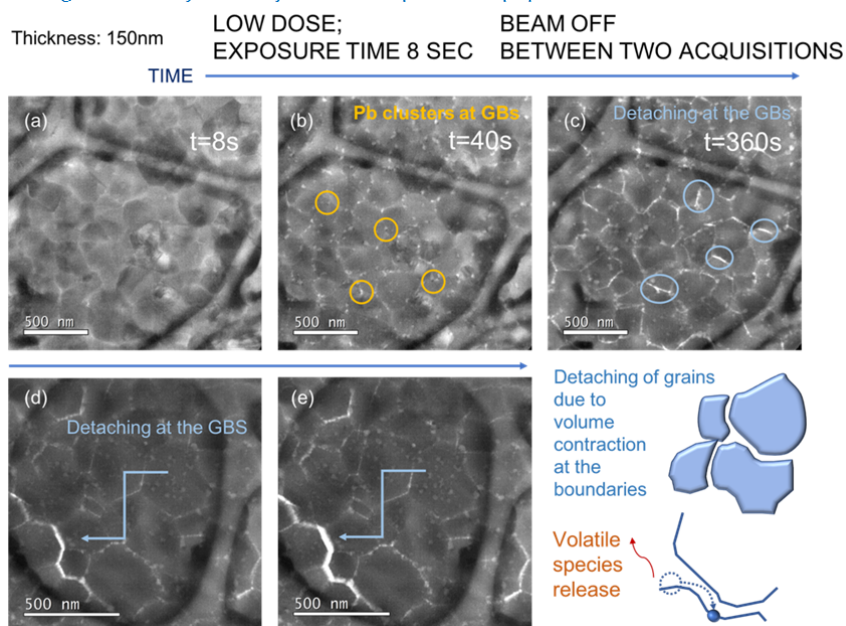 Thickness: 150nm
LOW DOSE;
EXPOSURE TIME 8 SEC
BEAM OFF
BETWEEN TWO ACQUISITIONS
TIME
(a)
t=8s
500 nm
(b)
Pb clusters at GBs
t=40s
500 nm
(c)
Detaching at the GBs
t=360s
500 nm
(d)
Detaching at the GBS
500 nm
(e)
500 nm
Detaching of grains
due to
volume
contraction
at the
boundaries
Volatile
species
release